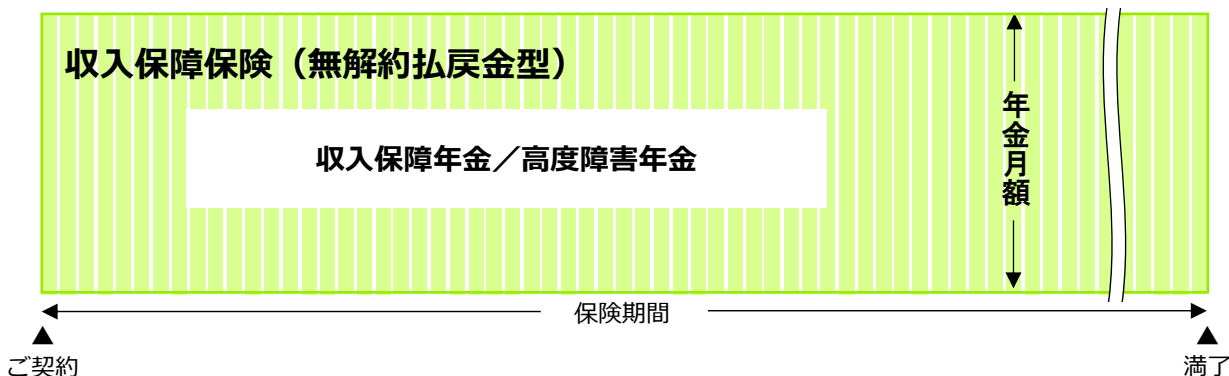 収入保障保険（無解約払戻金型）
収入保障年金／高度障害年金
年金月額
保険期間
ご契約
満了